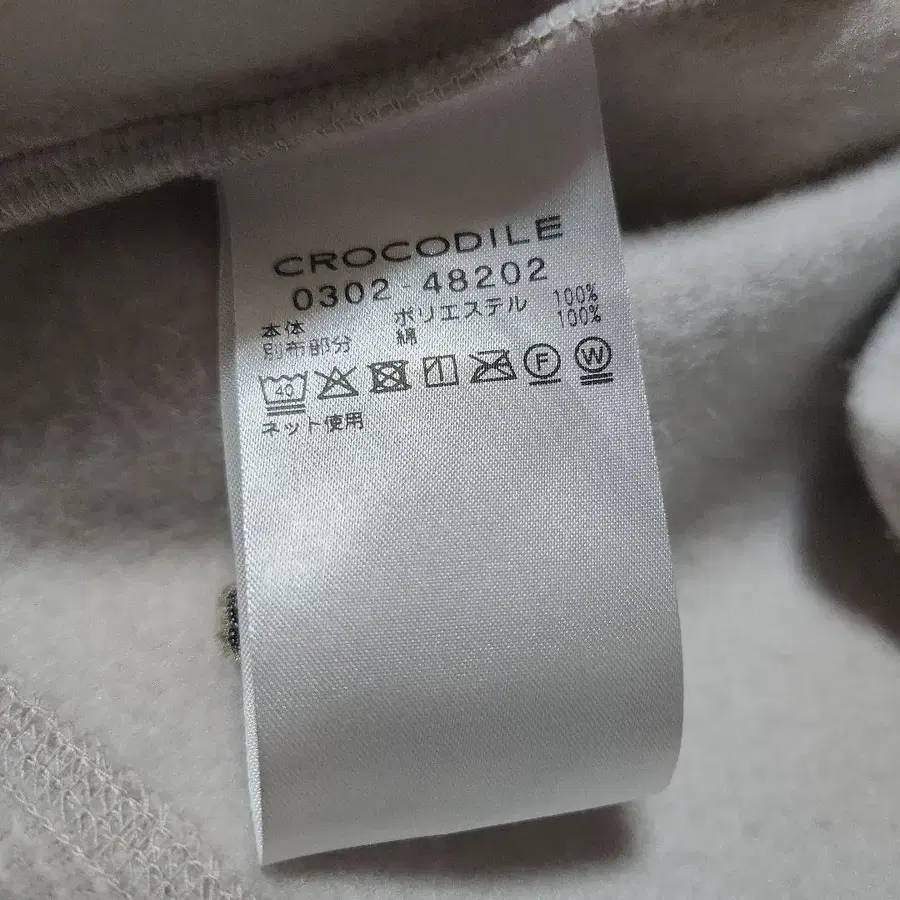 CROCODILE
0302-48202
本体 ポリエステル 100%
別布部分 綿 100%
40 F W
ネット使用